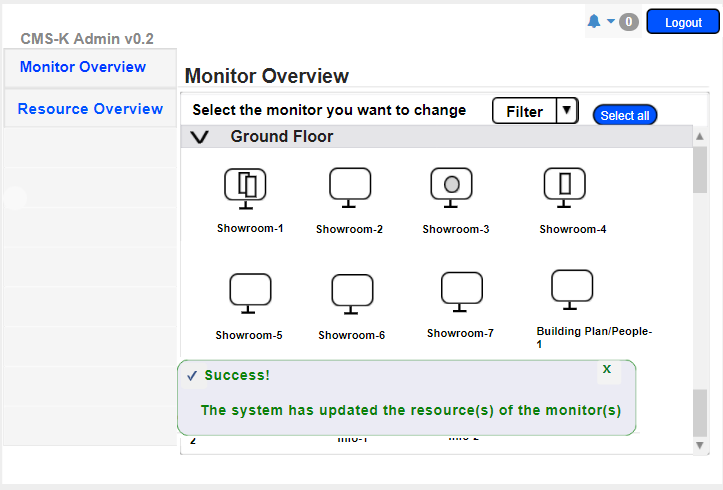 CMS-K Admin v0.2
0
Logout
Monitor Overview
Resource Overview
Monitor Overview
Select the monitor you want to change
Filter
Select all
Ground Floor
Showroom-1
Showroom-2
Showroom-3
Showroom-4
Showroom-5
Showroom-6
Showroom-7
Building Plan/People-
1
✓ Success!
X
The system has updated the resource(s) of the monitor(s)
2
Info-1
Info-2